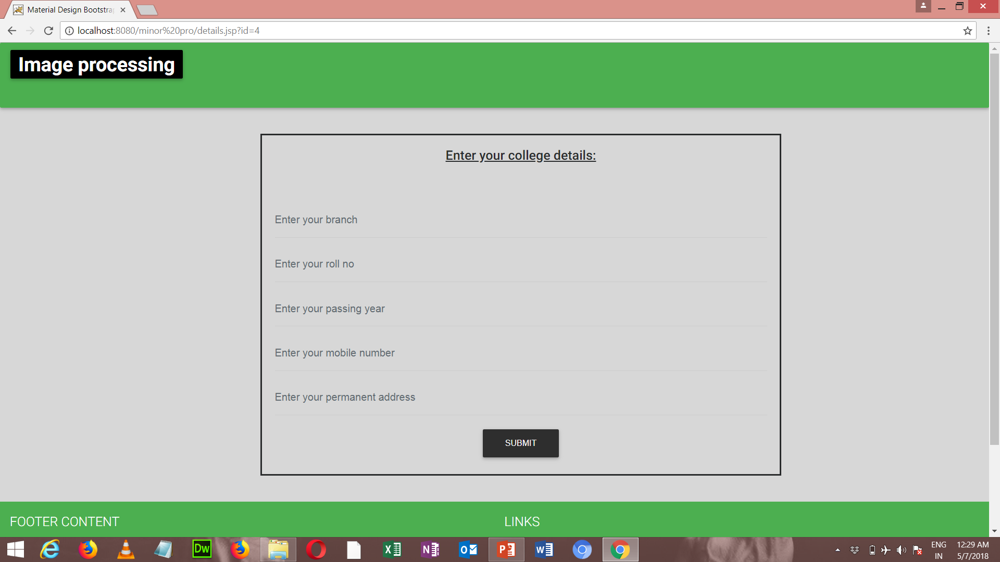 Material Design Bootstra
localhost:8080/minor%20pro/details.jsp?id=4
Image processing
Enter your college details:
Enter your branch
Enter your roll no
Enter your passing year
Enter your mobile number
Enter your permanent address
SUBMIT
FOOTER CONTENT
LINKS
Dw
ENG
IN
12:29 AM
5/7/2018